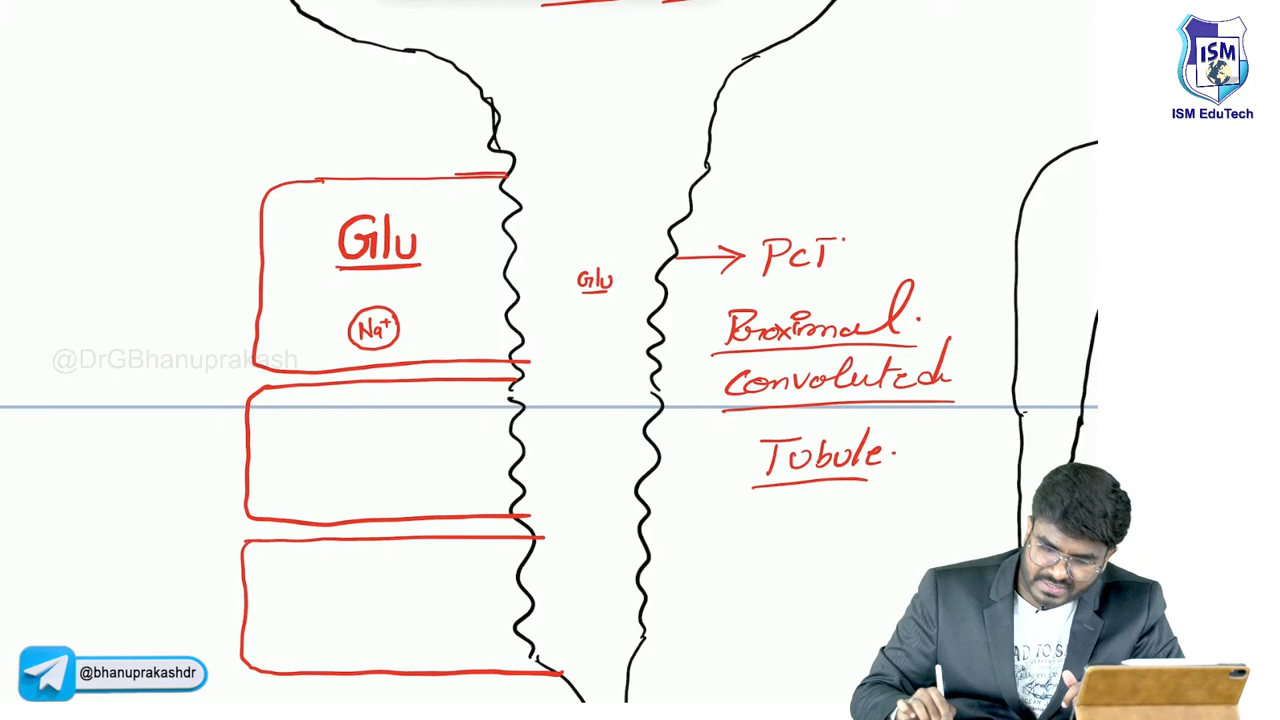 ISM
ISM EduTech
Glu
Na+
Glu
PCT
Proximal
Convoluted
Tubule.
@DrGBhanuprakash
@bhanuprakashdr